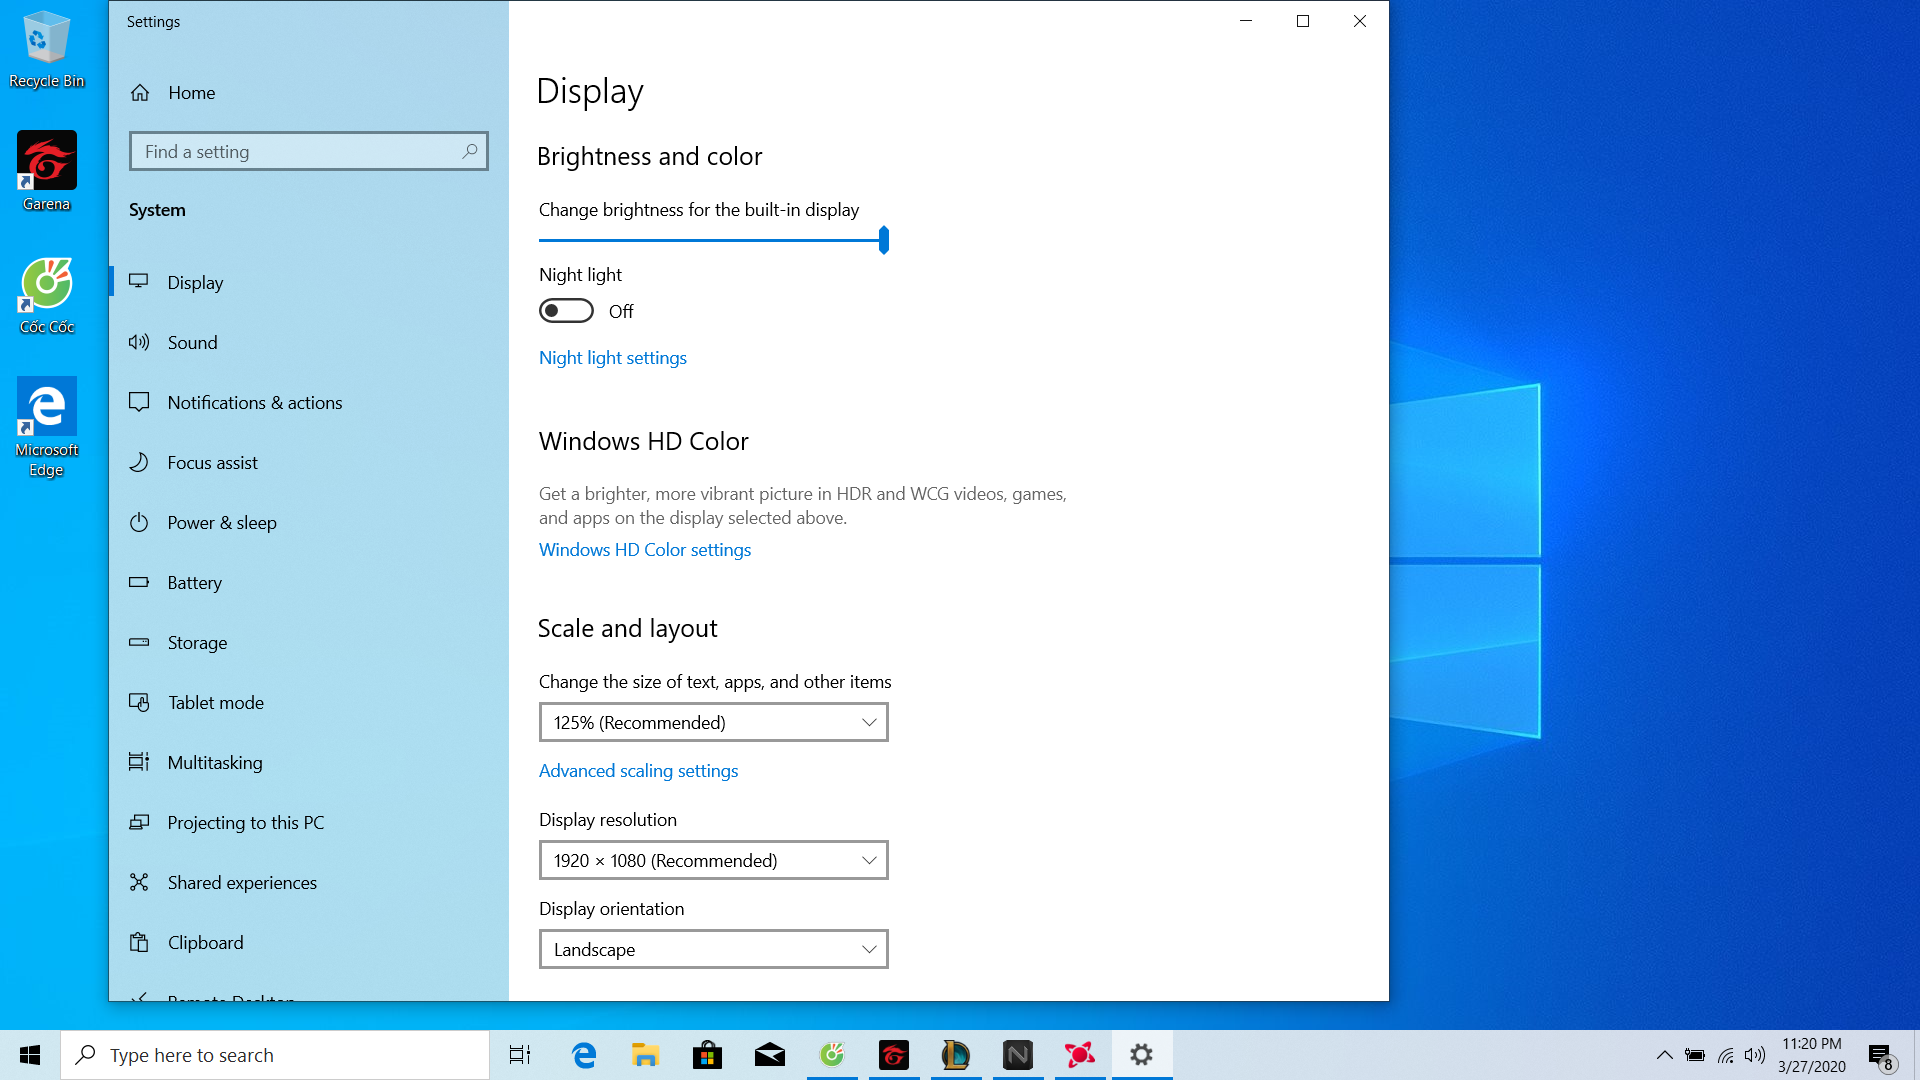 Recycle Bin
Garena
Cốc Cốc
Microsoft
Edge
Settings
Home
Find a setting
System
Display
Sound
Notifications & actions
Focus assist
Power & sleep
Battery
Storage
Tablet mode
Multitasking
Projecting to this PC
Shared experiences
Clipboard
Remote Desktop
Display
Brightness and color
Change brightness for the built-in display
Night light
Off
Night light settings
Windows HD Color
Get a brighter, more vibrant picture in HDR and WCG videos, games,
and apps on the display selected above.
Windows HD Color settings
Scale and layout
Change the size of text, apps, and other items
125% (Recommended)
Advanced scaling settings
Display resolution
1920 × 1080 (Recommended)
Display orientation
Landscape
Type here to search
11:20 PM
3/27/2020
8